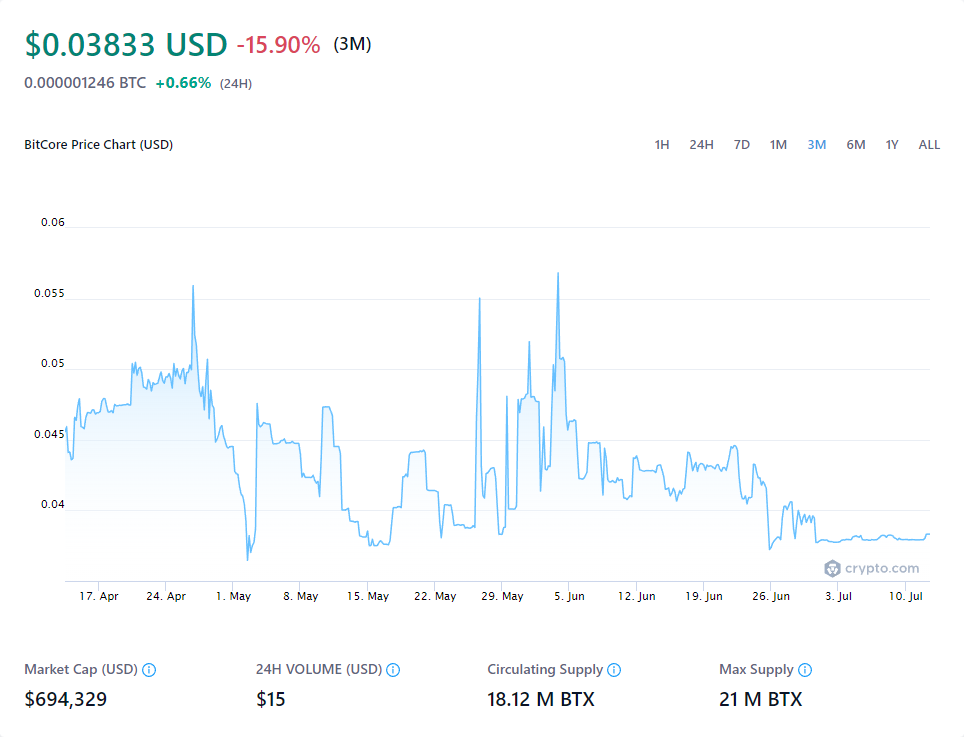 $0.03833 USD -15.90% (3M)
0.000001246 BTC +0.66% (24H)
BitCore Price Chart (USD) 1H 24H 7D 1M 3M 6M 1Y ALL
0.06
0.055
0.05
0.045
0.04
crypto.com
17. Apr 24. Apr 1. May 8. May 15. May 22. May 29. May 5. Jun 12. Jun 19. Jun 26. Jun 3. Jul 10. Jul
Market Cap (USD) 24H VOLUME (USD) Circulating Supply Max Supply
$694,329 $15 18.12 M BTX 21 M BTX